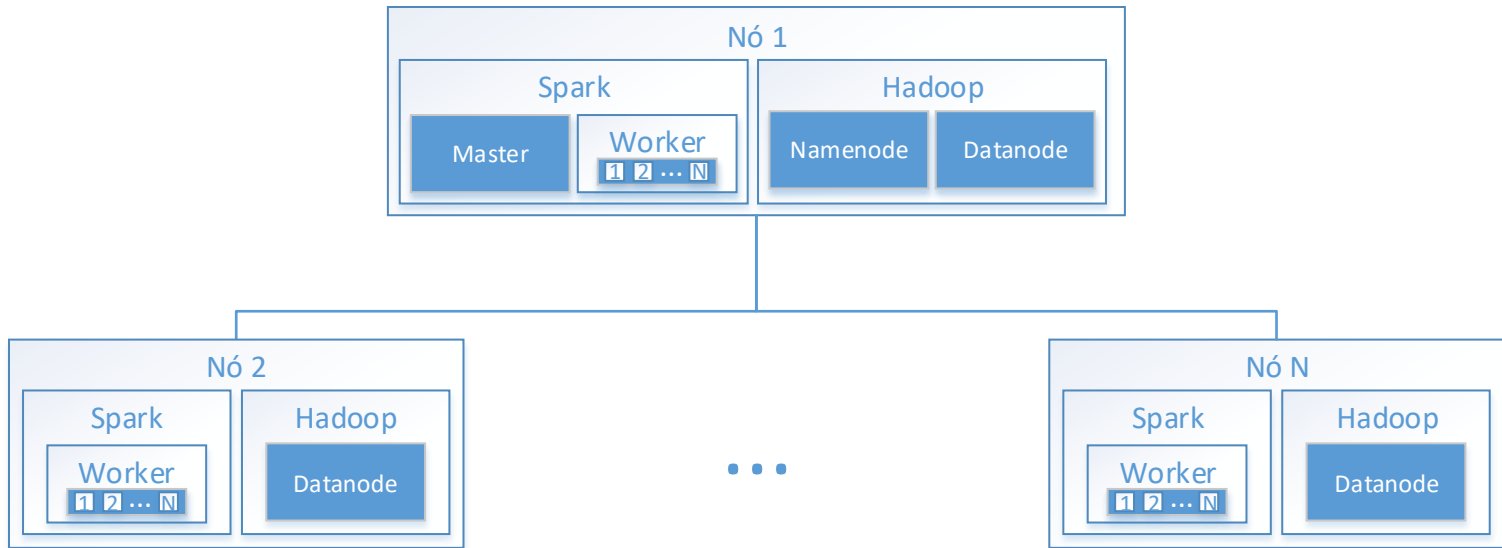 Nó 1
Spark
Hadoop
Master
Worker
1 2 ... N
Namenode
Datanode
Nó 2
Spark
Worker
1 2 ... N
Hadoop
Datanode
...
Nó N
Spark
Worker
1 2 ... N
Hadoop
Datanode